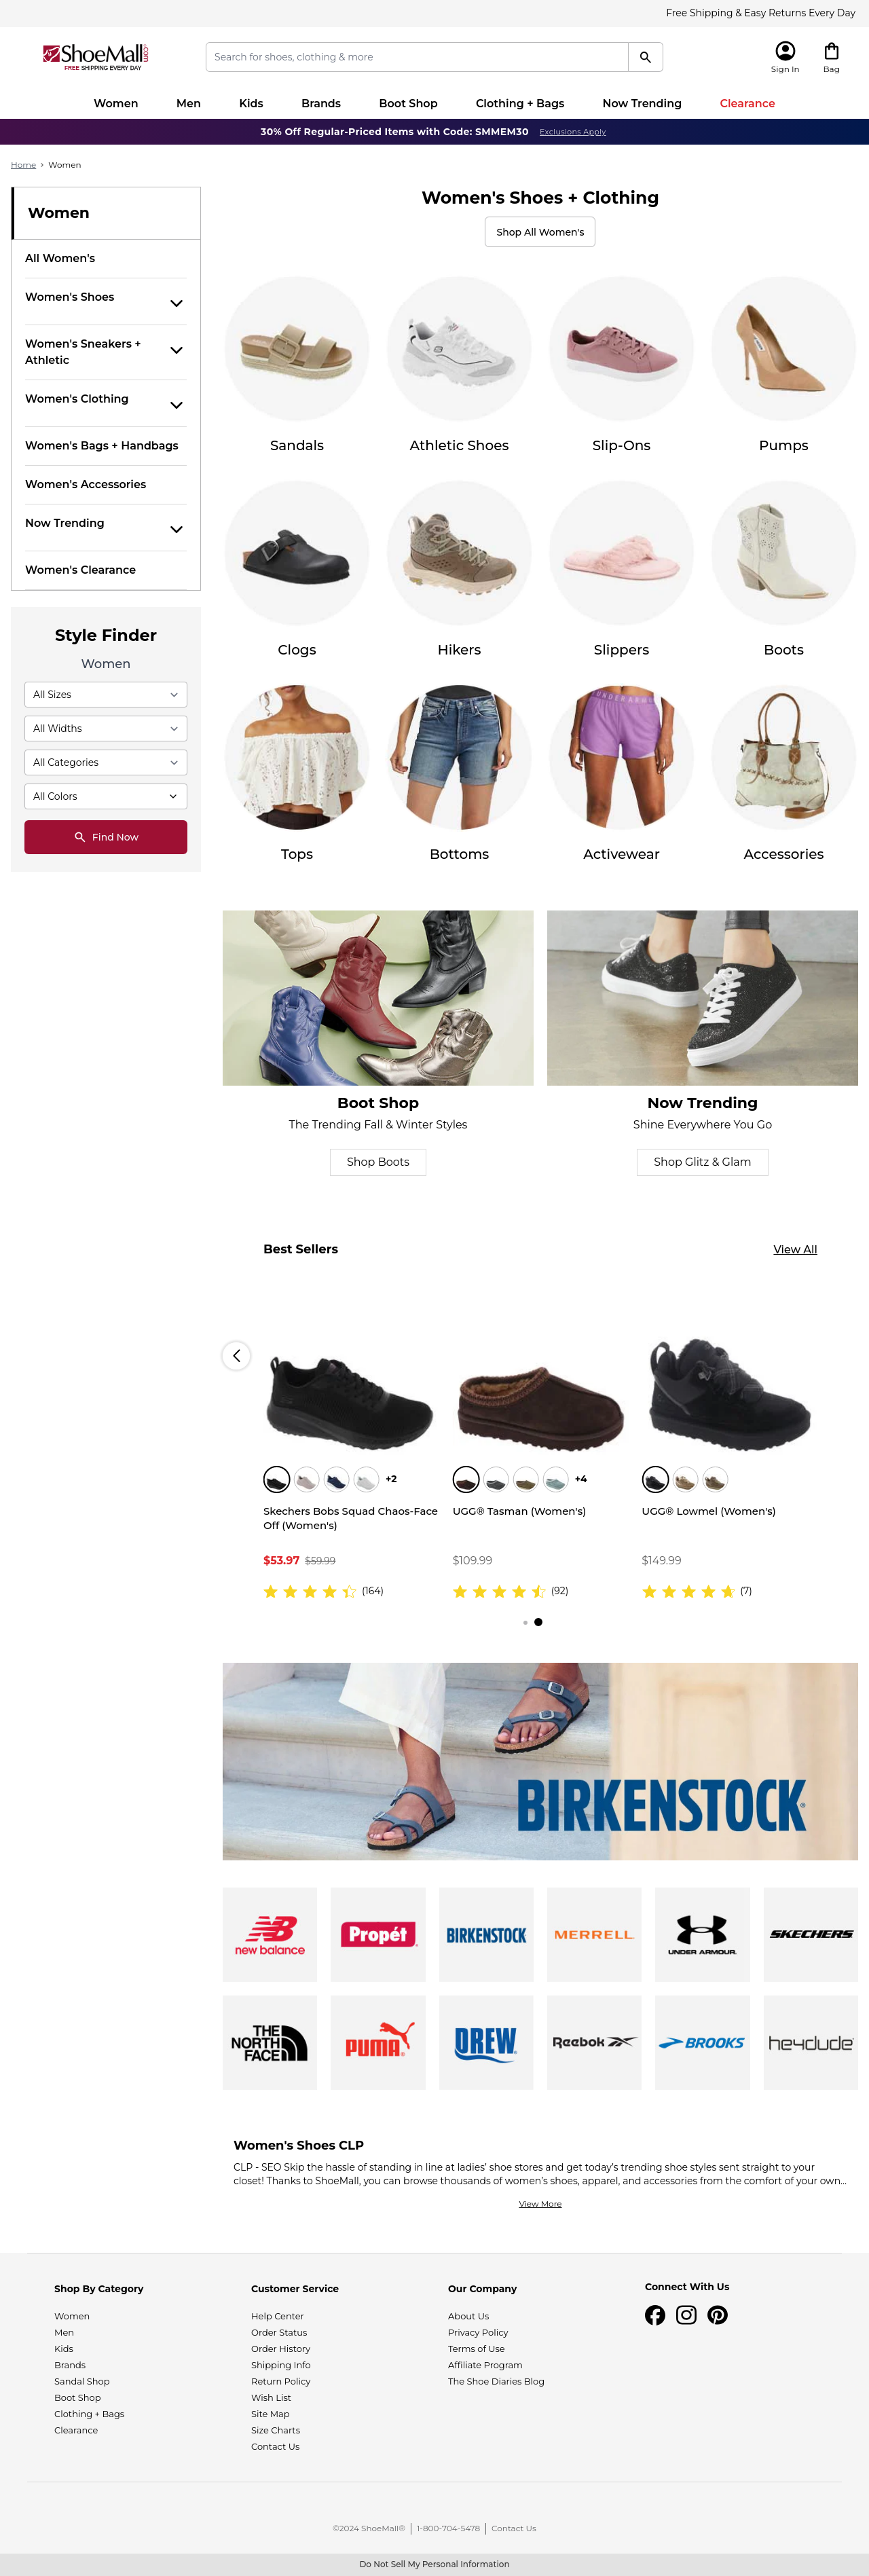 Free Shipping & Easy Returns Every Day
ShoeMall.com
FREE SHIPPING EVERY DAY
Search for shoes, clothing & more
Sign In
Bag
Women Men Kids Brands Boot Shop Clothing + Bags Now Trending Clearance
30% Off Regular-Priced Items with Code: SMMEM30 Exclusions Apply
Home > Women
Women
All Women's
Women's Shoes
Women's Sneakers +
Athletic
Women's Clothing
Women's Bags + Handbags
Women's Accessories
Now Trending
Women's Clearance
Style Finder
Women
All Sizes
All Widths
All Categories
All Colors
Find Now
Women's Shoes + Clothing
Shop All Women's
Sandals Athletic Shoes Slip-Ons Pumps
Clogs Hikers Slippers Boots
UNDER ARMOUR
Tops Bottoms Activewear Accessories
Boot Shop
The Trending Fall & Winter Styles
Shop Boots
Now Trending
Shine Everywhere You Go
Shop Glitz & Glam
Best Sellers View All
+2
Skechers Bobs Squad Chaos-Face
Off (Women's)
$53.97 $59.99
(164)
+4
UGG® Tasman (Women's)
$109.99
(92)
UGG® Lowmel (Women's)
$149.99
(7)
BIRKENSTOCK®
new balance
Propét
BIRKENSTOCK
MERRELL
UNDER ARMOUR
SKECHERS
THE
NORTH
FACE
PUMA
DREW
Reebok
BROOKS
heydude
Women's Shoes CLP
CLP - SEO Skip the hassle of standing in line at ladies’ shoe stores and get today’s trending shoe styles sent straight to your
closet! Thanks to ShoeMall, you can browse thousands of women’s shoes, apparel, and accessories from the comfort of your own...
View More
Shop By Category
Women
Men
Kids
Brands
Sandal Shop
Boot Shop
Clothing + Bags
Clearance
Customer Service
Help Center
Order Status
Order History
Shipping Info
Return Policy
Wish List
Site Map
Size Charts
Contact Us
Our Company
About Us
Privacy Policy
Terms of Use
Affiliate Program
The Shoe Diaries Blog
Connect With Us
©2024 ShoeMall® | 1-800-704-5478 | Contact Us
Do Not Sell My Personal Information